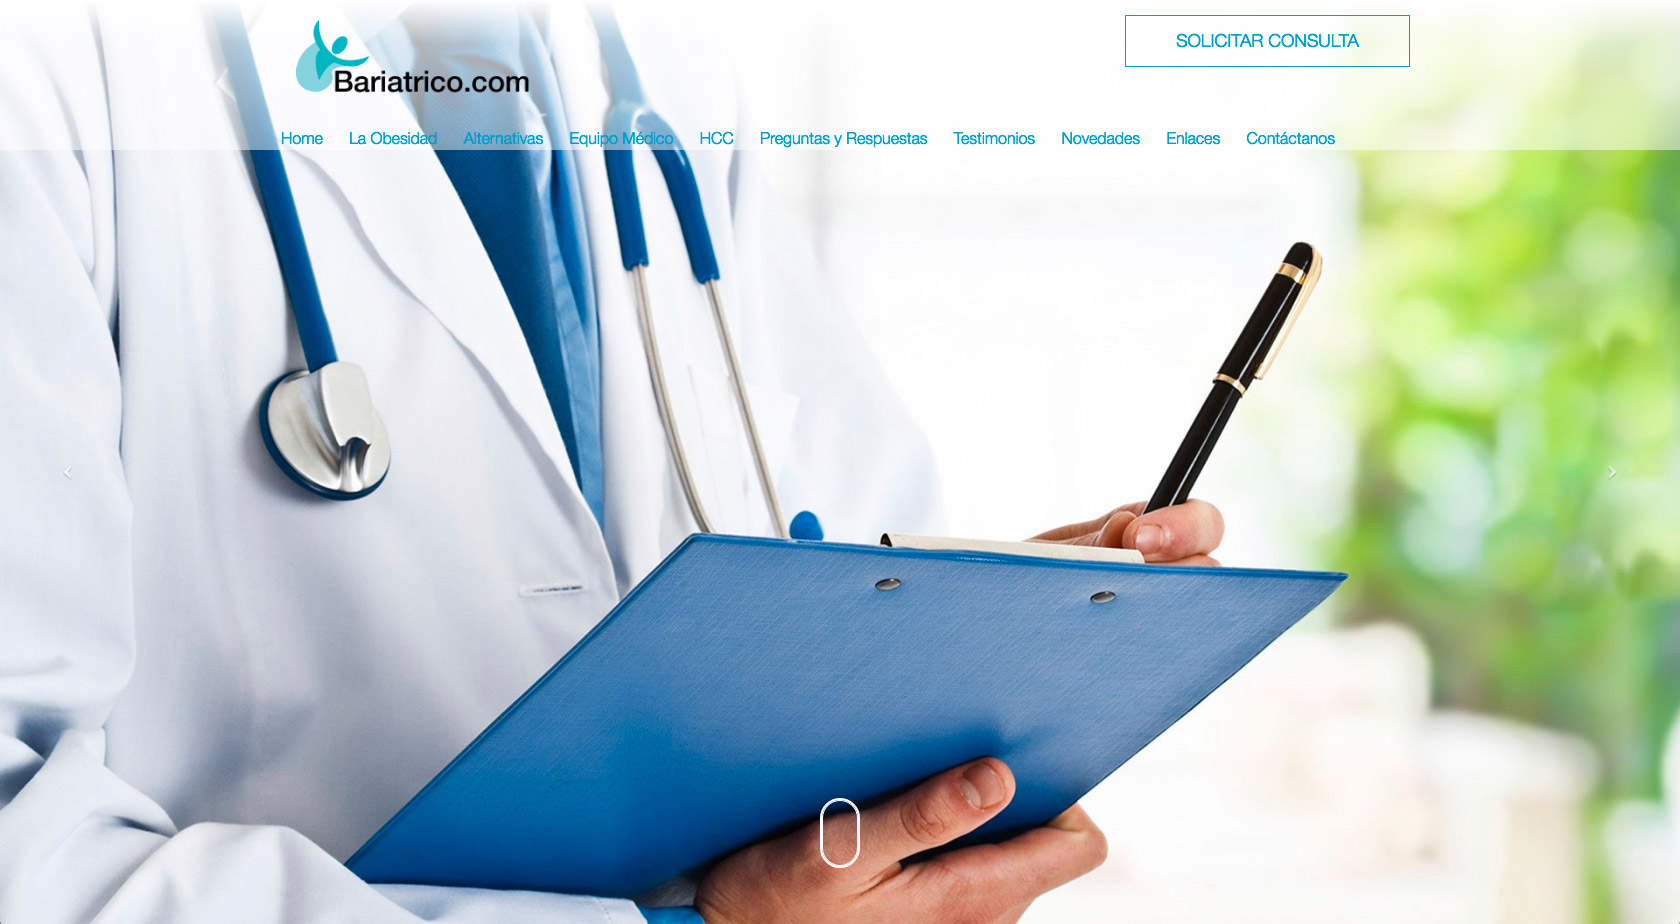 Bariatrico.com
SOLICITAR CONSULTA
Home La Obesidad Alternativas Equipo Médico HCC Preguntas y Respuestas Testimonios Novedades Enlaces Contáctanos